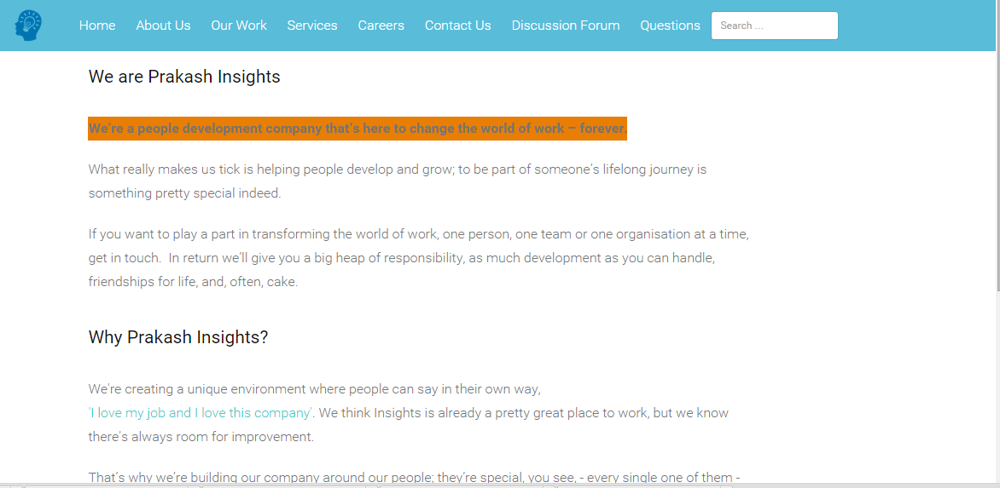 Home About Us Our Work Services Careers Contact Us Discussion Forum Questions Search ...
We are Prakash Insights
We're a people development company that's here to change the world of work – forever.
What really makes us tick is helping people develop and grow; to be part of someone's lifelong journey is
something pretty special indeed.
If you want to play a part in transforming the world of work, one person, one team or one organisation at a time,
get in touch.  In return we'll give you a big heap of responsibility, as much development as you can handle,
friendships for life, and, often, cake.
Why Prakash Insights?
We're creating a unique environment where people can say in their own way,
'I love my job and I love this company'. We think Insights is already a pretty great place to work, but we know
there's always room for improvement.
That's why we're building our company around our people; they're special, you see, - every single one of them -